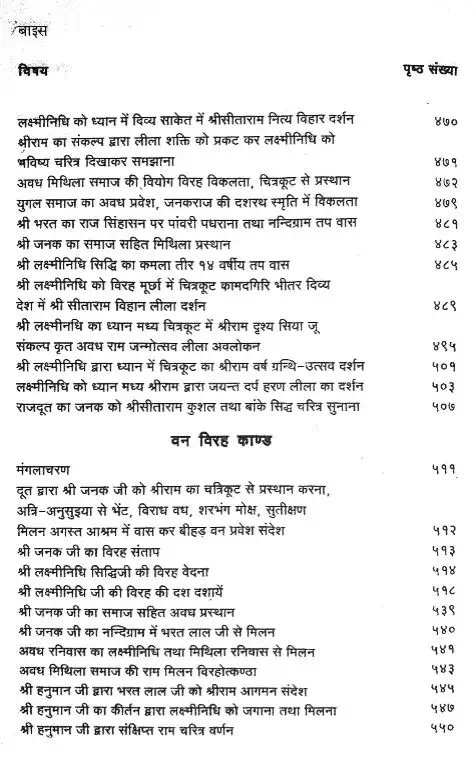 बाइस
विषय पृष्ठ संख्या
लक्ष्मीनिधि को ध्यान में दिव्य साकेत में श्रीसीताराम नित्य विहार दर्शन ४७०
श्रीराम का संकल्प द्वारा लीला शक्ति को प्रकट कर लक्ष्मीनिधि को
भविष्य चरित्र दिखाकर समझाना ४७१
अवध मिथिला समाज की वियोग विरह विकलता, चित्रकूट से प्रस्थान ४७२
युगल समाज का अवध प्रवेश, जनकराज की दशरथ स्मृति में विकलता ४७९
श्री भरत का राज सिंहासन पर पांवरी पधराना तथा नन्दिग्राम तप वास ४८१
श्री जनक का समाज सहित मिथिला प्रस्थान ४८३
श्री लक्ष्मीनिधि सिद्धि का कमला तीर १४ वर्षीय तप वास ४८५
श्री लक्ष्मीनिधि को विरह मूर्छा में चित्रकूट कामदगिरि भीतर दिव्य
देश में श्री सीताराम विहान लीला दर्शन ४८९
श्री लक्ष्मीनधि का ध्यान मध्य चित्रकूट में श्रीराम दृश्य सिया जू
संकल्प कृत अवध राम जन्मोत्सव लीला अवलोकन ४९५
श्री लक्ष्मीनिधि द्वारा ध्यान में चित्रकूट का श्रीराम वर्ष ग्रन्थि-उत्सव दर्शन ५०१
लक्ष्मीनिधि को ध्यान मध्य श्रीराम द्वारा जयन्त दर्प हरण लीला का दर्शन ५०३
राजदूत का जनक को श्रीसीताराम कुशल तथा बांके सिद्ध चरित्र सुनाना ५०७
वन विरह काण्ड
मंगलाचरण ५११
दूत द्वारा श्री जनक जी को श्रीराम का चत्रिकूट से प्रस्थान करना,
अत्रि-अनुसुइया से भेंट, विराध वध, शरभंग मोक्ष, सुतीक्षण
मिलन अगस्त आश्रम में वास कर बीहड़ वन प्रवेश संदेश ५१२
श्री जनक जी का विरह संताप ५१३
श्री लक्ष्मीनिधि सिद्धिजी की विरह वेदना ५१४
श्री लक्ष्मीनिधि जी की विरह की दश दशायें ५१८
श्री जनक जी का समाज सहित अवध प्रस्थान ५३९
श्री जनक जी का नन्दिग्राम में भरत लाल जी से मिलन ५४०
अवध रनिवास का लक्ष्मीनिधि तथा मिथिला रनिवास से मिलन ५४१
अवध मिथिला समाज की राम मिलन विरहोत्कण्ठा ५४३
श्री हनुमान जी द्वारा भरत लाल जी को श्रीराम आगमन संदेश ५४५
श्री हनुमान जी का कीर्तन द्वारा लक्ष्मीनिधि को जगाना तथा मिलना ५४७
श्री हनुमान जी द्वारा संक्षिप्त राम चरित्र वर्णन ५५०